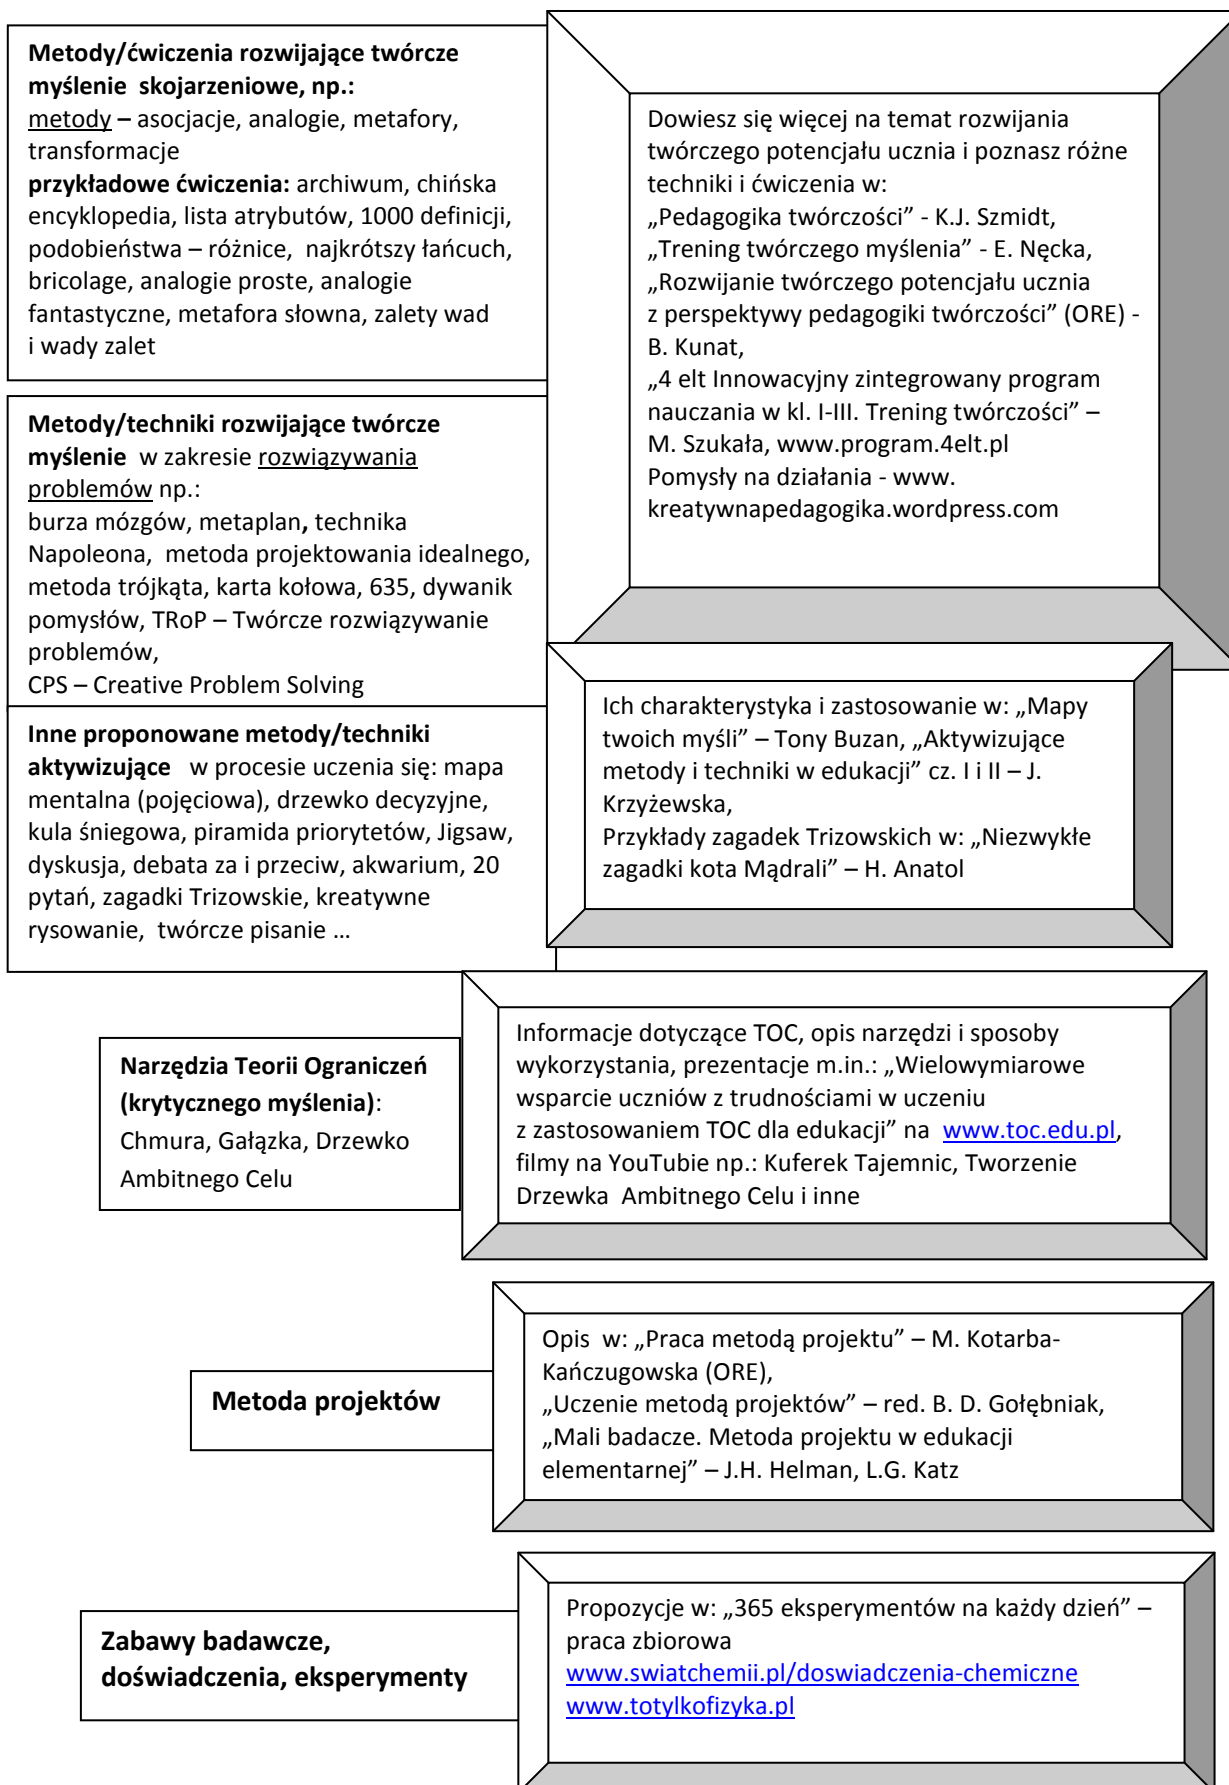 Metody/ćwiczenia rozwijające twórcze
myślenie skojarzeniowe, np.:
metody – asocjacje, analogie, metafory,
transformacje
przykładowe ćwiczenia: archiwum, chińska
encyklopedia, lista atrybutów, 1000 definicji,
podobieństwa – różnice, najkrótszy łańcuch,
bricolage, analogie proste, analogie
fantastyczne, metafora słowna, zalety wad
i wady zalet
Dowiesz się więcej na temat rozwijania
twórczego potencjału ucznia i poznasz różne
techniki i ćwiczenia w:
„Pedagogika twórczości” - K.J. Szmidt,
„Trening twórczego myślenia” - E. Nęcka,
„Rozwijanie twórczego potencjału ucznia
z perspektywy pedagogiki twórczości” (ORE) -
B. Kunat,
„4 elt Innowacyjny zintegrowany program
nauczania w kl. I-III. Trening twórczości” –
M. Szukała, www.program.4elt.pl
Pomysły na działania - www.
kreatywnapedagogika.wordpress.com
Metody/techniki rozwijające twórcze
myślenie w zakresie rozwiązywania
problemów np.:
burza mózgów, metaplan, technika
Napoleona, metoda projektowania idealnego,
metoda trójkąta, karta kołowa, 635, dywanik
pomysłów, TRoP – Twórcze rozwiązywanie
problemów,
CPS – Creative Problem Solving
Inne proponowane metody/techniki
aktywizujące w procesie uczenia się: mapa
mentalna (pojęciowa), drzewko decyzyjne,
kula śniegowa, piramida priorytetów, Jigsaw,
dyskusja, debata za i przeciw, akwarium, 20
pytań, zagadki Trizowskie, kreatywne
rysowanie, twórcze pisanie …
Ich charakterystyka i zastosowanie w: „Mapy
twoich myśli” – Tony Buzan, „Aktywizujące
metody i techniki w edukacji” cz. I i II – J.
Krzyżewska,
Przykłady zagadek Trizowskich w: „Niezwykłe
zagadki kota Mądrali” – H. Anatol
Narzędzia Teorii Ograniczeń
(krytycznego myślenia):
Chmura, Gałązka, Drzewko
Ambitnego Celu
Informacje dotyczące TOC, opis narzędzi i sposoby
wykorzystania, prezentacje m.in.: „Wielowymiarowe
wsparcie uczniów z trudnościami w uczeniu
z zastosowaniem TOC dla edukacji” na www.toc.edu.pl,
filmy na YouTubie np.: Kuferek Tajemnic, Tworzenie
Drzewka Ambitnego Celu i inne
Metoda projektów
Opis w: „Praca metodą projektu” – M. Kotarba-
Kańczugowska (ORE),
„Uczenie metodą projektów” – red. B. D. Gołębniak,
„Mali badacze. Metoda projektu w edukacji
elementarnej” – J.H. Helman, L.G. Katz
Zabawy badawcze,
doświadczenia, eksperymenty
Propozycje w: „365 eksperymentów na każdy dzień” –
praca zbiorowa
www.swiatchemii.pl/doswiadczenia-chemiczne
www.totylkofizyka.pl